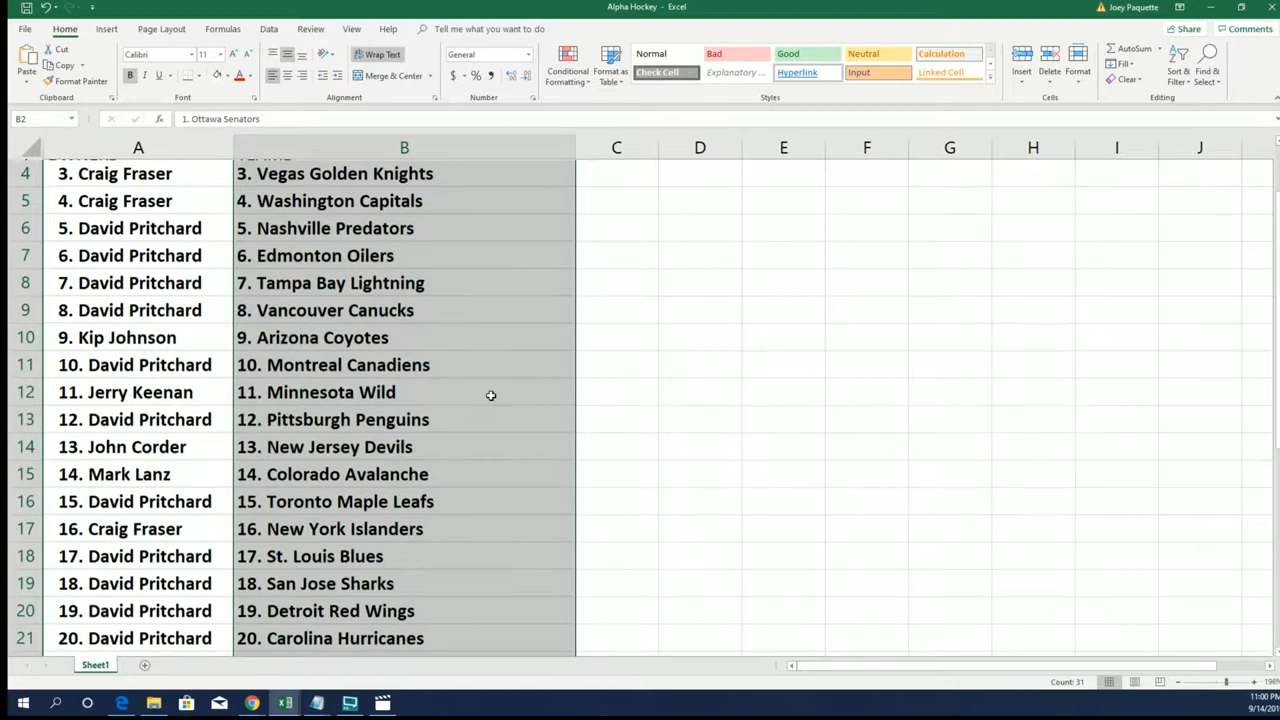 Alpha Hockey - Excel
Joey Paquette
File Home Insert Page Layout Formulas Data Review View Help Tell me what you want to do
Share Comments
Paste
Cut
Copy
Format Painter
Calibri 11
B I U
Wrap Text
Merge & Center
General
$ % ,
Conditional Formatting
Format as Table
Normal Bad Good Neutral Calculation
Check Cell Explanary ... Hyperlink Input Linked Cell
Insert Delete Format
AutoSum
Fill
Clear
Sort & Filter
Find & Select
Clipboard Font Alignment Number Styles Cells Editing
B2 fx 1. Ottawa Senators
A B C D E F G H I J
4 3. Craig Fraser 3. Vegas Golden Knights
5 4. Craig Fraser 4. Washington Capitals
6 5. David Pritchard 5. Nashville Predators
7 6. David Pritchard 6. Edmonton Oilers
8 7. David Pritchard 7. Tampa Bay Lightning
9 8. David Pritchard 8. Vancouver Canucks
10 9. Kip Johnson 9. Arizona Coyotes
11 10. David Pritchard 10. Montreal Canadiens
12 11. Jerry Keenan 11. Minnesota Wild
13 12. David Pritchard 12. Pittsburgh Penguins
14 13. John Corder 13. New Jersey Devils
15 14. Mark Lanz 14. Colorado Avalanche
16 15. David Pritchard 15. Toronto Maple Leafs
17 16. Craig Fraser 16. New York Islanders
18 17. David Pritchard 17. St. Louis Blues
19 18. David Pritchard 18. San Jose Sharks
20 19. David Pritchard 19. Detroit Red Wings
21 20. David Pritchard 20. Carolina Hurricanes
Sheet1
Count: 31 196%
11:00 PM